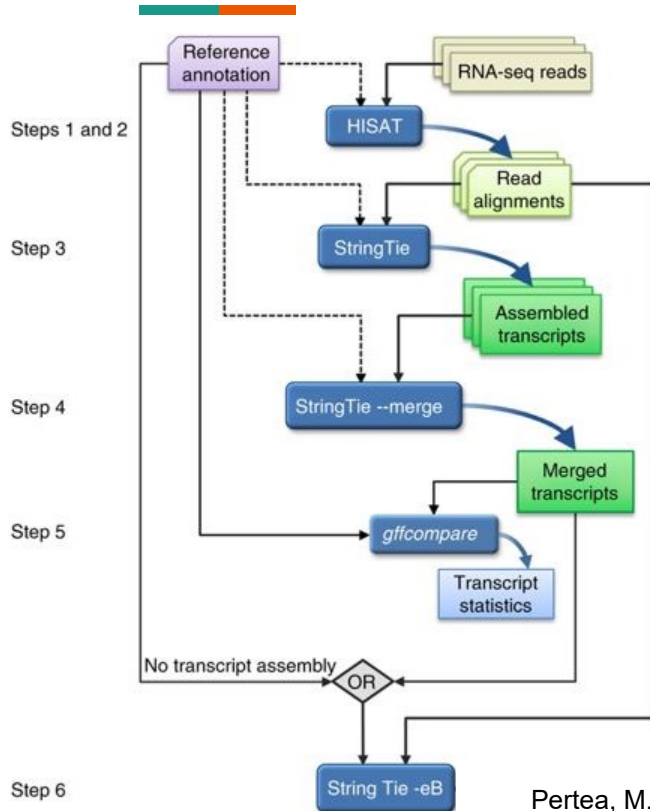 Reference
annotation
RNA-seq reads
Steps 1 and 2
HISAT
Read
alignments
Step 3
StringTie
Assembled
transcripts
Step 4
StringTie --merge
Merged
transcripts
Step 5
gffcompare
Transcript
statistics
No transcript assembly
OR
Step 6
String Tie -eB
Pertea, M.